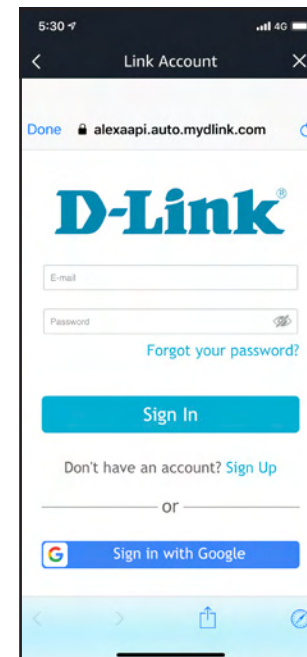 5:30 4G
Link Account
Done alexaapi.auto.mydlink.com
D-Link®
E-mail
Password
Forgot your password?
Sign In
Don't have an account? Sign Up
or
G Sign in with Google